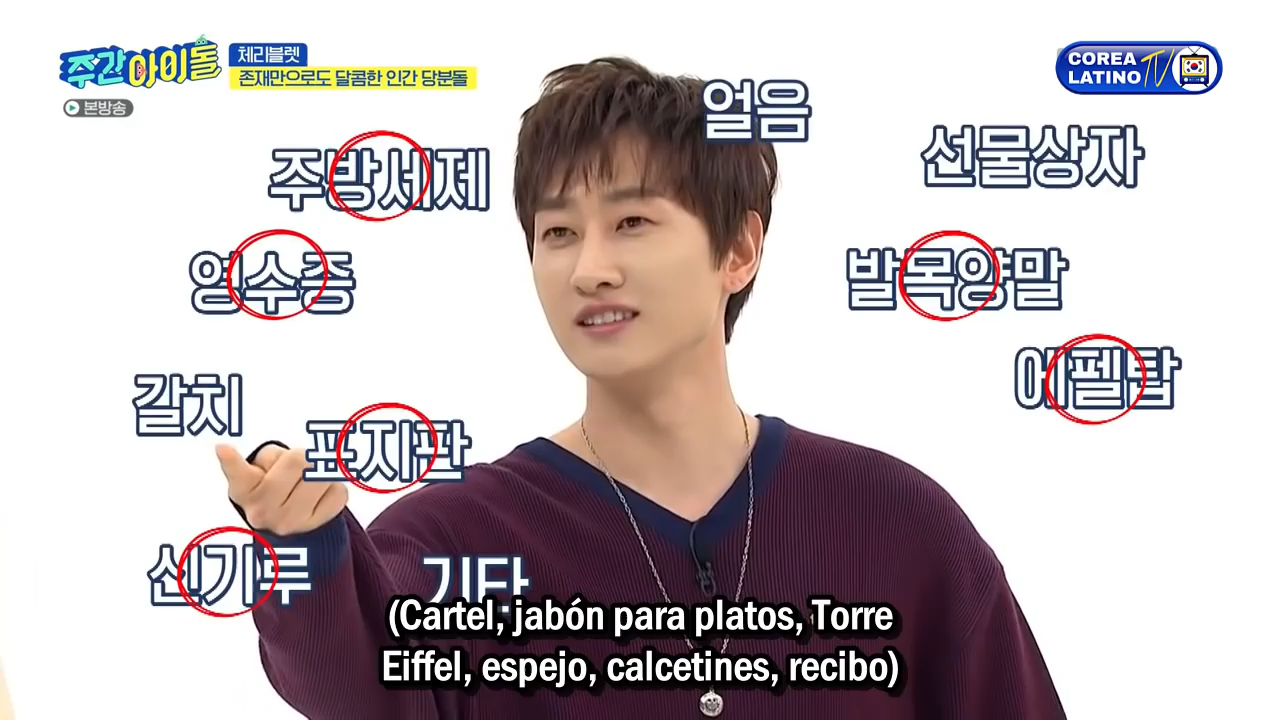 주간아이돌
체리블렛
존재만으로도 달콤한 인간 당분돌
본방송
COREA
LATINO TV
얼음
선물상자
주방세제
영수증
발목양말
에펠탑
갈치
표지판
신기루
기타
(Cartel, jabón para platos, Torre
Eiffel, espejo, calcetines, recibo)